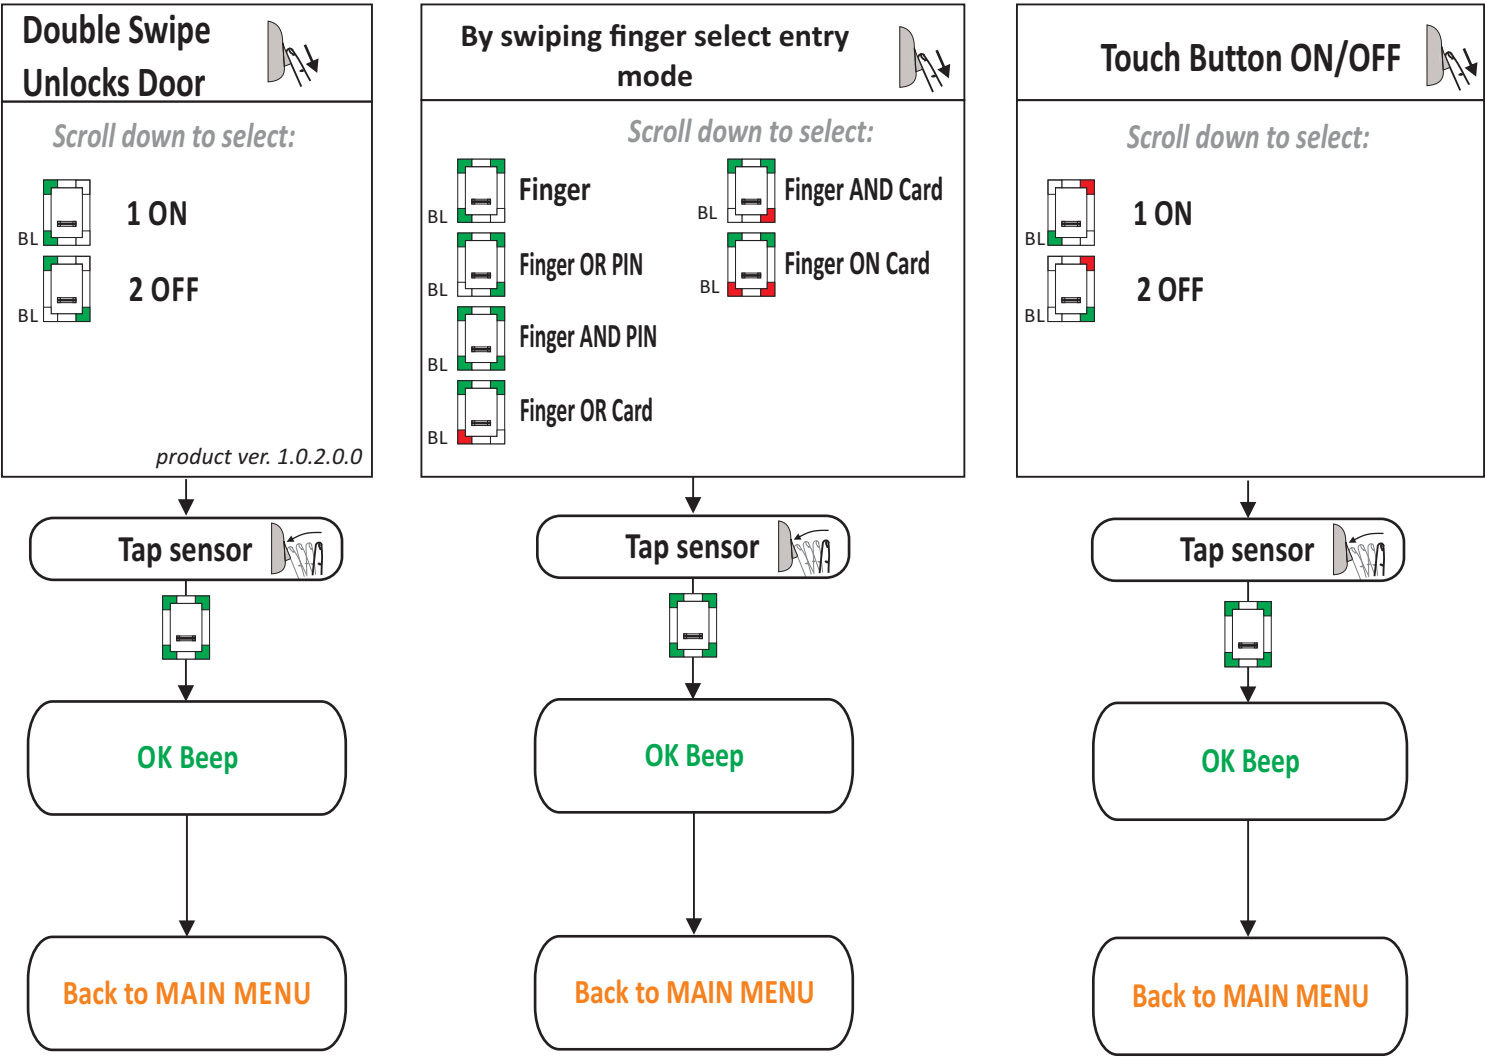 Double Swipe
Unlocks Door
Scroll down to select:
BL
1 ON
BL
2 OFF
product ver. 1.0.2.0.0
Tap sensor
OK Beep
Back to MAIN MENU
By swiping finger select entry
mode
Scroll down to select:
BL
Finger
BL
Finger OR PIN
BL
Finger AND PIN
BL
Finger OR Card
BL
Finger AND Card
BL
Finger ON Card
Tap sensor
OK Beep
Back to MAIN MENU
Touch Button ON/OFF
Scroll down to select:
BL
1 ON
BL
2 OFF
Tap sensor
OK Beep
Back to MAIN MENU